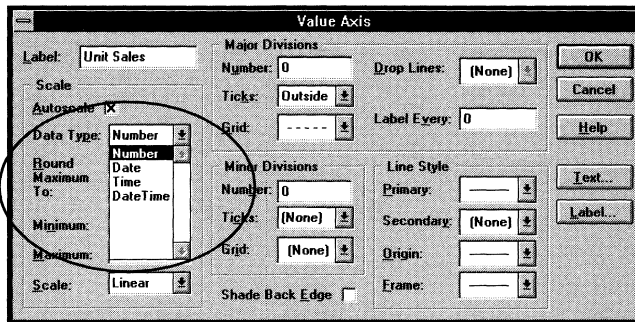 Value Axis
Label: Unit Sales
Scale
Autoscale
Data Type: Number
Number
Date
Time
DateTime
Round
Maximum
To:
Minimum:
Maximum:
Scale: Linear
Major Divisions
Number: 0
Ticks: Outside
Grid:
Drop Lines: (None)
Label Every: 0
Minor Divisions
Number: 0
Ticks: (None)
Grid: (None)
Shade Back Edge
Line Style
Primary:
Secondary: (None)
Origin:
Frame:
OK
Cancel
Help
Text...
Label...